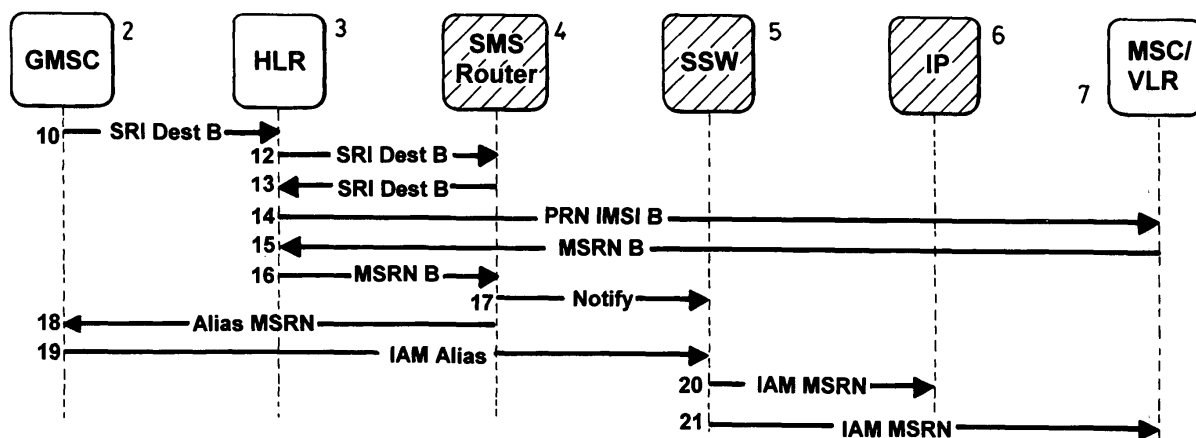 GMSC 2
HLR 3
SMS Router 4
SSW 5
IP 6
MSC/ VLR 7
10 SRI Dest B
12 SRI Dest B
13 SRI Dest B
14 PRN IMSI B
15 MSRN B
16 MSRN B
17 Notify
18 Alias MSRN
19 IAM Alias
20 IAM MSRN
21 IAM MSRN